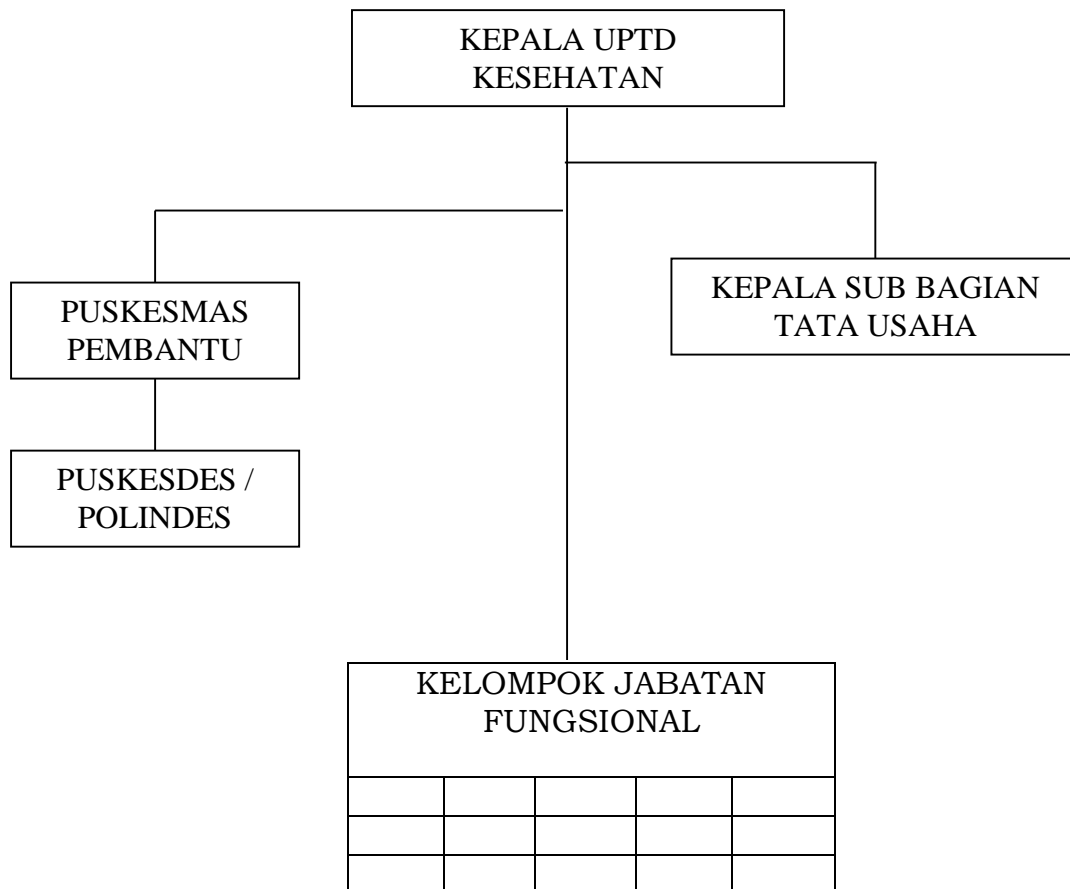 KEPALA UPTD
KESEHATAN
PUSKESMAS
PEMBANTU
KEPALA SUB BAGIAN
TATA USAHA
PUSKESDES /
POLINDES
KELOMPOK JABATAN
FUNGSIONAL